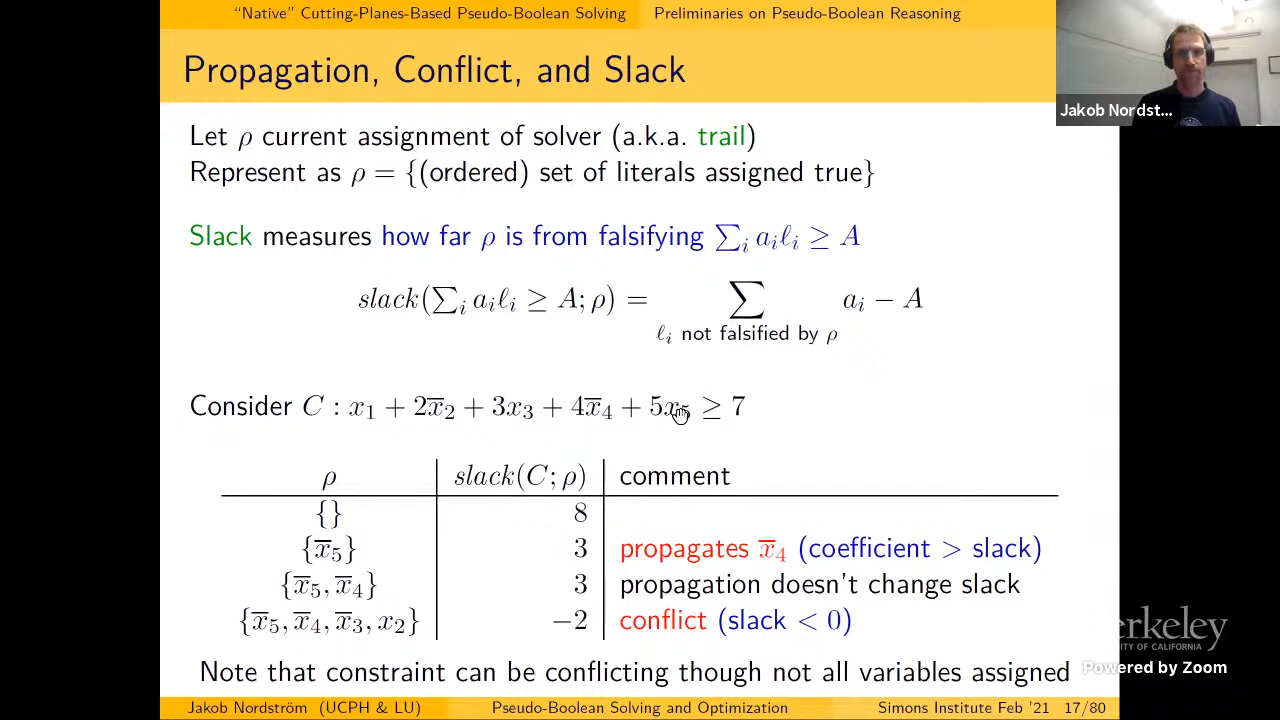 “Native” Cutting-Planes-Based Pseudo-Boolean Solving Preliminaries on Pseudo-Boolean Reasoning
Propagation, Conflict, and Slack
Jakob Nordst...
Let ρ current assignment of solver (a.k.a. trail)
Represent as ρ = {(ordered) set of literals assigned true}
Slack measures how far ρ is from falsifying ∑ᵢ aᵢℓᵢ ≥ A
slack(∑ᵢ aᵢℓᵢ ≥ A; ρ) = ∑ aᵢ − A
ℓᵢ not falsified by ρ
Consider C : x₁ + 2x̅₂ + 3x₃ + 4x̅₄ + 5x₅ ≥ 7
ρ slack(C; ρ) comment
{} 8
{x̅₅} 3 propagates x̅₄ (coefficient > slack)
{x̅₅, x̅₄} 3 propagation doesn’t change slack
{x̅₅, x̅₄, x̅₃, x₂} −2 conflict (slack < 0)
Note that constraint can be conflicting though not all variables assigned
UNIVERSITY OF CALIFORNIA
Powered by Zoom
Jakob Nordström (UCPH & LU) Pseudo-Boolean Solving and Optimization Simons Institute Feb ’21 17/80